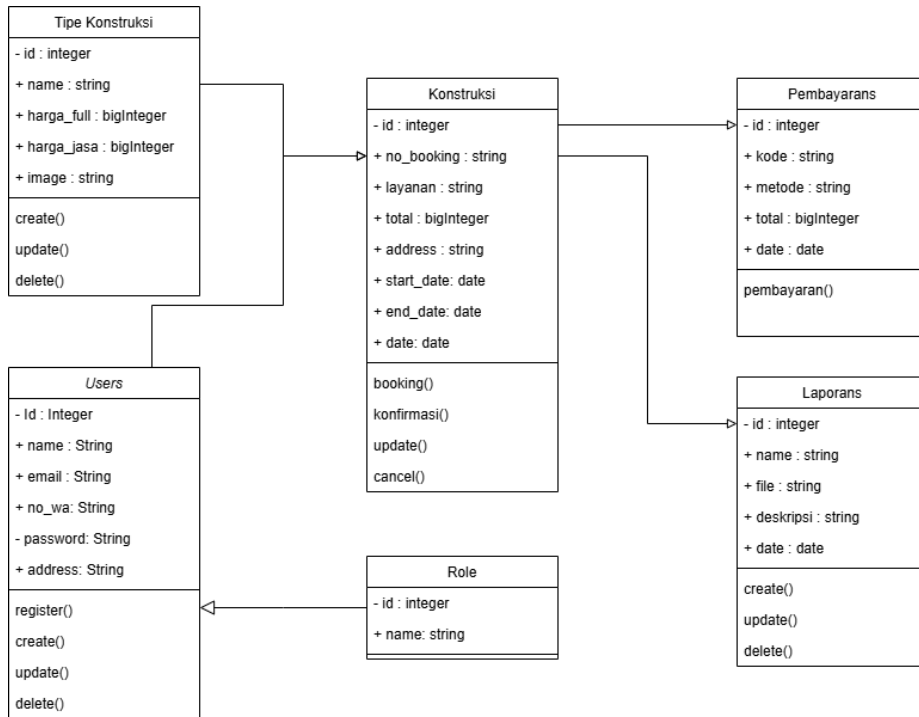 Tipe Konstruksi
- id : integer
+ name : string
+ harga_full : bigInteger
+ harga_jasa : bigInteger
+ image : string
create()
update()
delete()
Users
- Id : Integer
+ name : String
+ email : String
+ no_wa: String
- password: String
+ address: String
register()
create()
update()
delete()
Konstruksi
- id : integer
+ no_booking : string
+ layanan : string
+ total : bigInteger
+ address : string
+ start_date: date
+ end_date: date
+ date: date
booking()
konfirmasi()
update()
cancel()
Role
- id : integer
+ name: string
Pembayarans
- id : integer
+ kode : string
+ metode : string
+ total : bigInteger
+ date : date
pembayaran()
Laporans
- id : integer
+ name : string
+ file : string
+ deskripsi : string
+ date : date
create()
update()
delete()